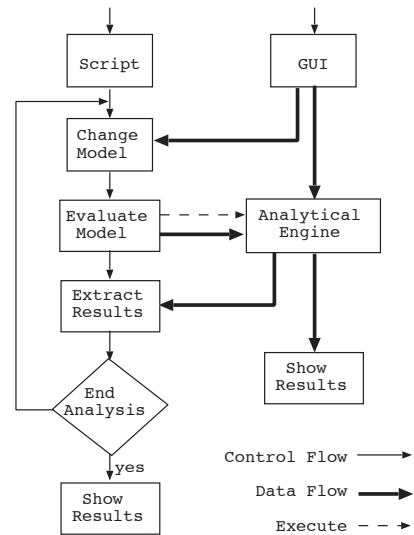 Script
GUI
Change
Model
Evaluate
Model
Analytical
Engine
Extract
Results
Show
Results
End
Analysis
yes
Show
Results
Control Flow
Data Flow
Execute